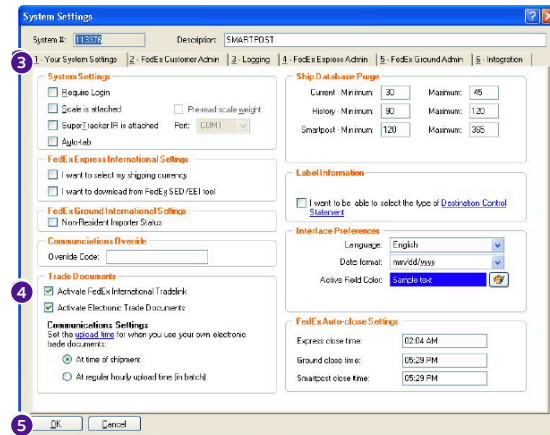 System Settings
System #: 113376 Description: SMARTPOST
3
1 - Your System Settings 2 - FedEx Customer Admin 3 - Logging 4 - FedEx Express Admin 5 - FedEx Ground Admin 6 - Integration
System Settings
Require Login
Scale is attached Pre-read scale weight
SuperTracker IR is attached Port: COM1
Auto-tab
FedEx Express International Settings
I want to select my shipping currency
I want to download from FedEx SED/EEI tool
FedEx Ground International Settings
Non-Resident Importer Status
Communications Override
Override Code:
4
Trade Documents
Activate FedEx International Tradelink
Activate Electronic Trade Documents
Communications Settings
Set the upload time for when you use your own electronic
trade documents:
At time of shipment
At regular hourly upload time (in batch)
Ship Database Purge
Current - Minimum: 30 Maximum: 45
History - Minimum: 90 Maximum: 120
Smartpost - Minimum: 120 Maximum: 365
Label Information
I want to be able to select the type of Destination Control
Statement
Interface Preferences
Language: English
Date format: mm/dd/yyyy
Active Field Color: Sample text
FedEx Auto-close Settings
Express close time: 02:04 AM
Ground close time: 05:29 PM
Smartpost close time: 05:29 PM
5
OK Cancel